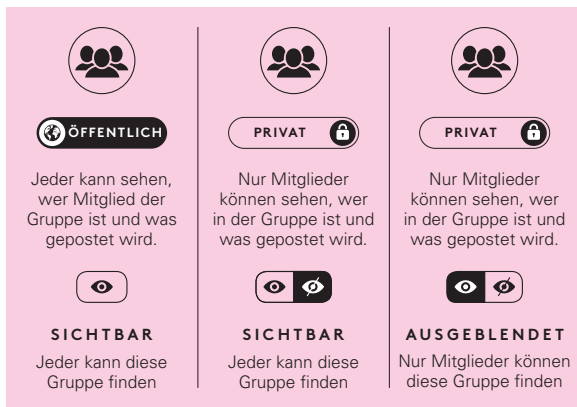 ÖFFENTLICH
Jeder kann sehen,
wer Mitglied der
Gruppe ist und was
gepostet wird.
SICHTBAR
Jeder kann diese
Gruppe finden
PRIVAT
Nur Mitglieder
können sehen, wer
in der Gruppe ist und
was gepostet wird.
SICHTBAR
Jeder kann diese
Gruppe finden
PRIVAT
Nur Mitglieder
können sehen, wer
in der Gruppe ist und
was gepostet wird.
AUSGEBLENDET
Nur Mitglieder können
diese Gruppe finden